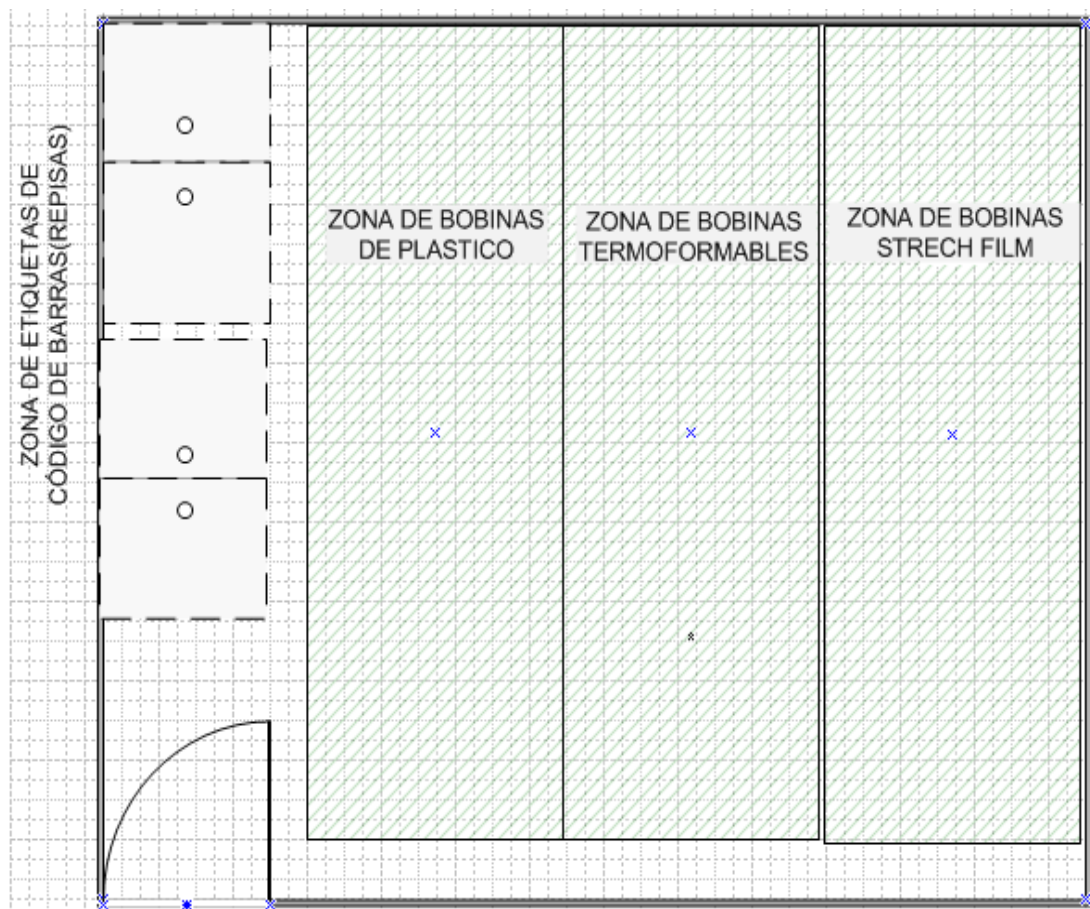 ZONA DE ETIQUETAS DE
CÓDIGO DE BARRAS(REPISAS)
ZONA DE BOBINAS
DE PLASTICO
ZONA DE BOBINAS
TERMOFORMABLES
ZONA DE BOBINAS
STRECH FILM